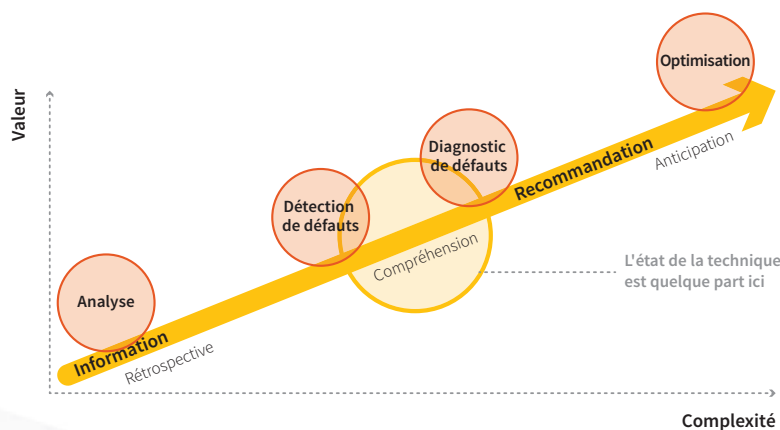 Optimisation
Valeur
Diagnostic
de défauts
Recommandation
Anticipation
Détection
de défauts
Compréhension
L'état de la technique
est quelque part ici
Analyse
Information
Rétrospective
Complexité